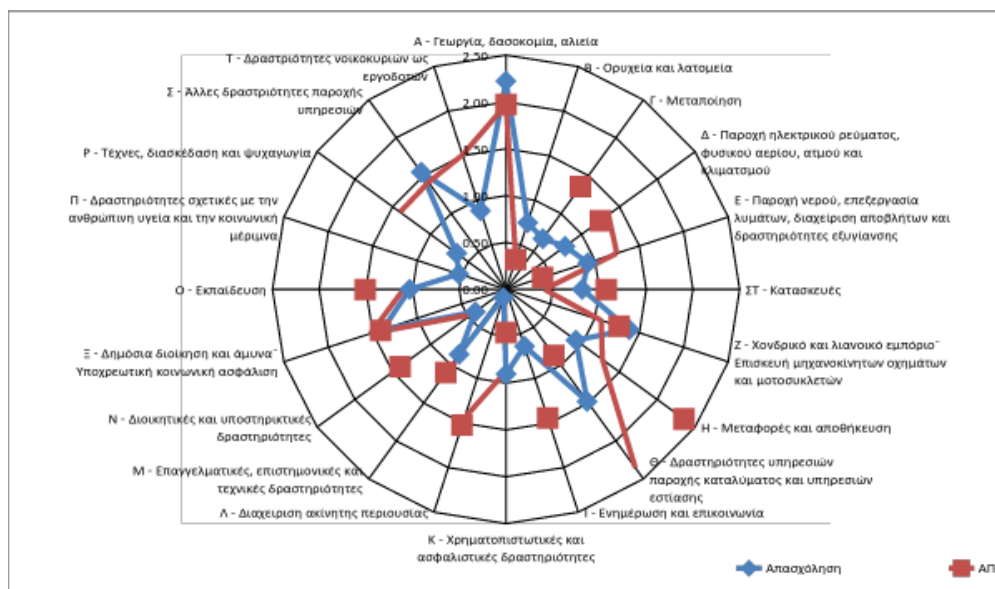 Α - Γεωργία, δασοκομία, αλιεία
Β - Ορυχεία και λατομεία
Γ - Μεταποίηση
Δ - Παροχή ηλεκτρικού ρεύματος,
φυσικού αερίου, ατμού και
κλιματσμού
Ε - Παροχή νερού, επεξεργασία
λυμάτων, διαχείριση αποβλήτων και
δραστηριότητες εξυγίανσης
ΣΤ - Κατασκευές
Ζ - Χονδρικό και λιανικό εμπόριο¨
Επισκευή μηχανοκίνητων οχημάτων
και μοτοσυκλετών
Η - Μεταφορές και αποθήκευση
Θ - Δραστηριότητες υπηρεσιών
παροχής καταλύματος και υπηρεσιών
εστίασης
Ι - Ενημέρωση και επικοινωνία
Κ - Χρηματοπιστωτικές και
ασφαλιστικές δραστηριότητες
Λ - Διαχειριση ακίνητης περιουσίας
Μ - Επαγγελματικές, επιστημονικές και
τεχνικές δραστηριότητες
Ν - Διοικητικές και υποστηρικτικές
δραστηριότητες
Ξ - Δημόσια διοίκηση και άμυνα¨
Υποχρεωτική κοινωνική ασφάλιση
Ο - Εκπαίδευση
Π - Δραστηριότητες σχετικές με την
ανθρώπινη υγεία και την κοινωνική
μέριμνα
Ρ - Τέχνες, διασκέδαση και ψυχαγωγία
Σ - Άλλες δραστριότητες παροχής
υπηρεσιών
Τ - Δραστριότητες νοικοκυριών ως
εργοδοτών
2.50
2.00
1.50
1.00
0.50
0.00
Απασχόληση
ΑΠ